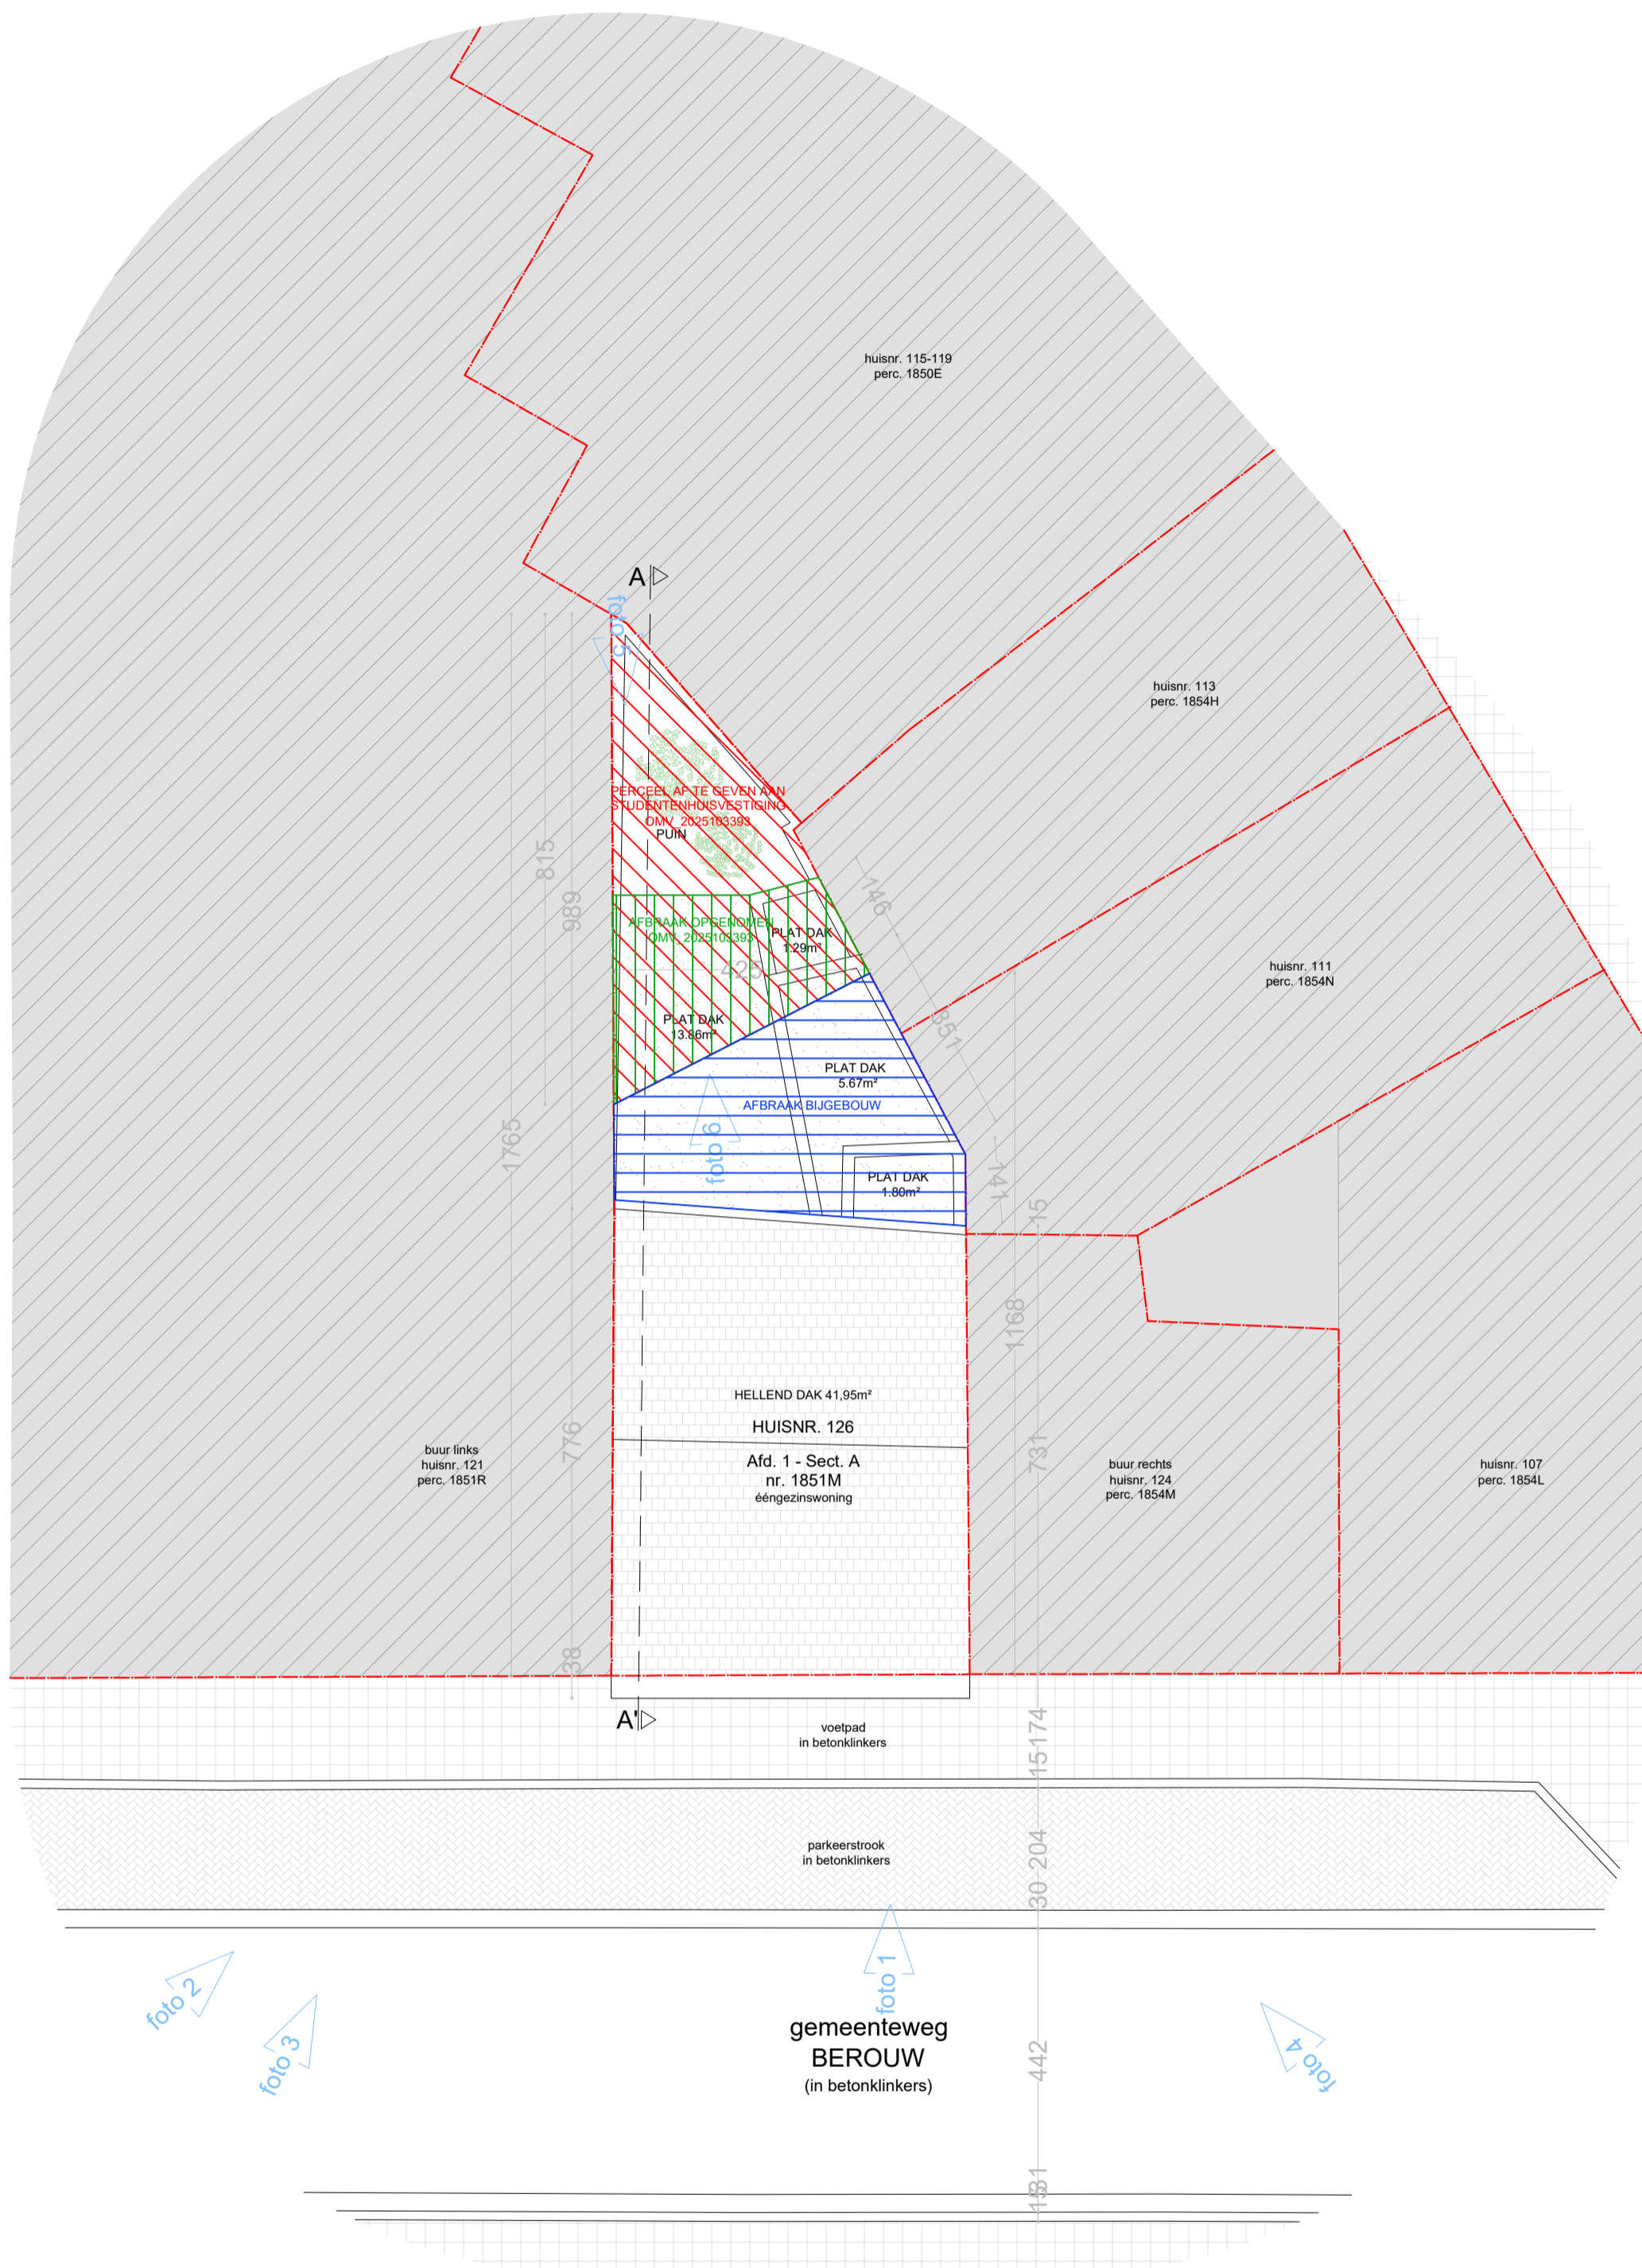 huisnr. 115-119
perc. 1850E
A
foto 5
huisnr. 113
perc. 1854H
PERCEEL AF TE GEVEN AAN
STUDENTENHUISVESTIGING
OMV_2025103393
PUIN
815
989
146
AFBRAAK OPGENOMEN
OMV_2025103393
PLAT DAK
1.29m²
425
huisnr. 111
perc. 1854N
PLAT DAK
13.86m²
351
PLAT DAK
5.67m²
AFBRAAK BIJGEBOUW
1765
foto 6
PLAT DAK
1.80m²
141
15
1168
HELLEND DAK 41,95m²
HUISNR. 126
776
731
buur links
huisnr. 121
perc. 1851R
Afd. 1 - Sect. A
nr. 1851M
ééngezinswoning
buur rechts
huisnr. 124
perc. 1854M
huisnr. 107
perc. 1854L
38
A'
voetpad
in betonklinkers
174
15
parkeerstrook
in betonklinkers
204
30
foto 2
foto 3
foto 1
foto 4
gemeenteweg
BEROUW
(in betonklinkers)
442
31
15